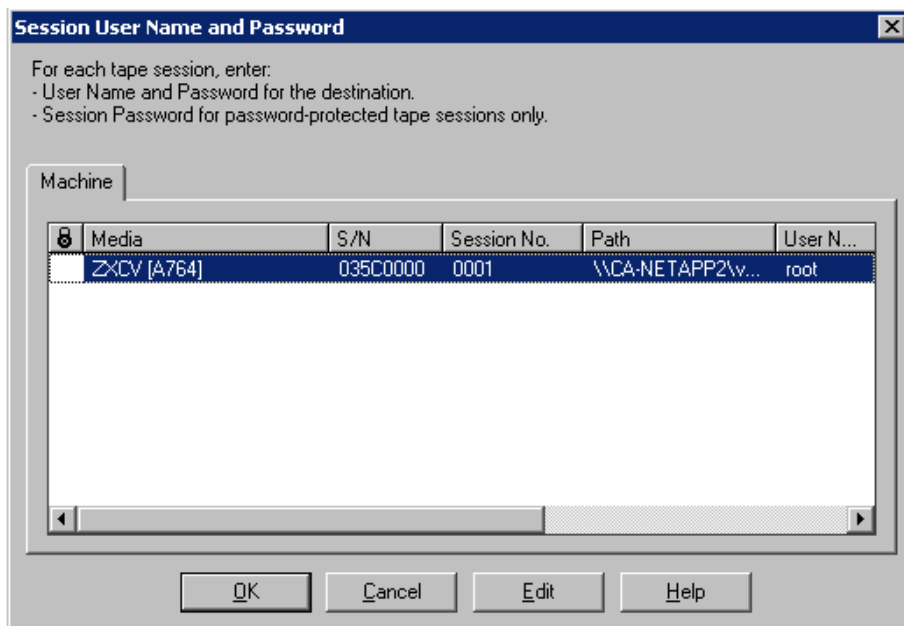 Session User Name and Password
For each tape session, enter:
- User Name and Password for the destination.
- Session Password for password-protected tape sessions only.
Machine
Media S/N Session No. Path User N...
ZXCV [A764] 035C0000 0001 \\CA-NETAPP2\v... root
OK Cancel Edit Help